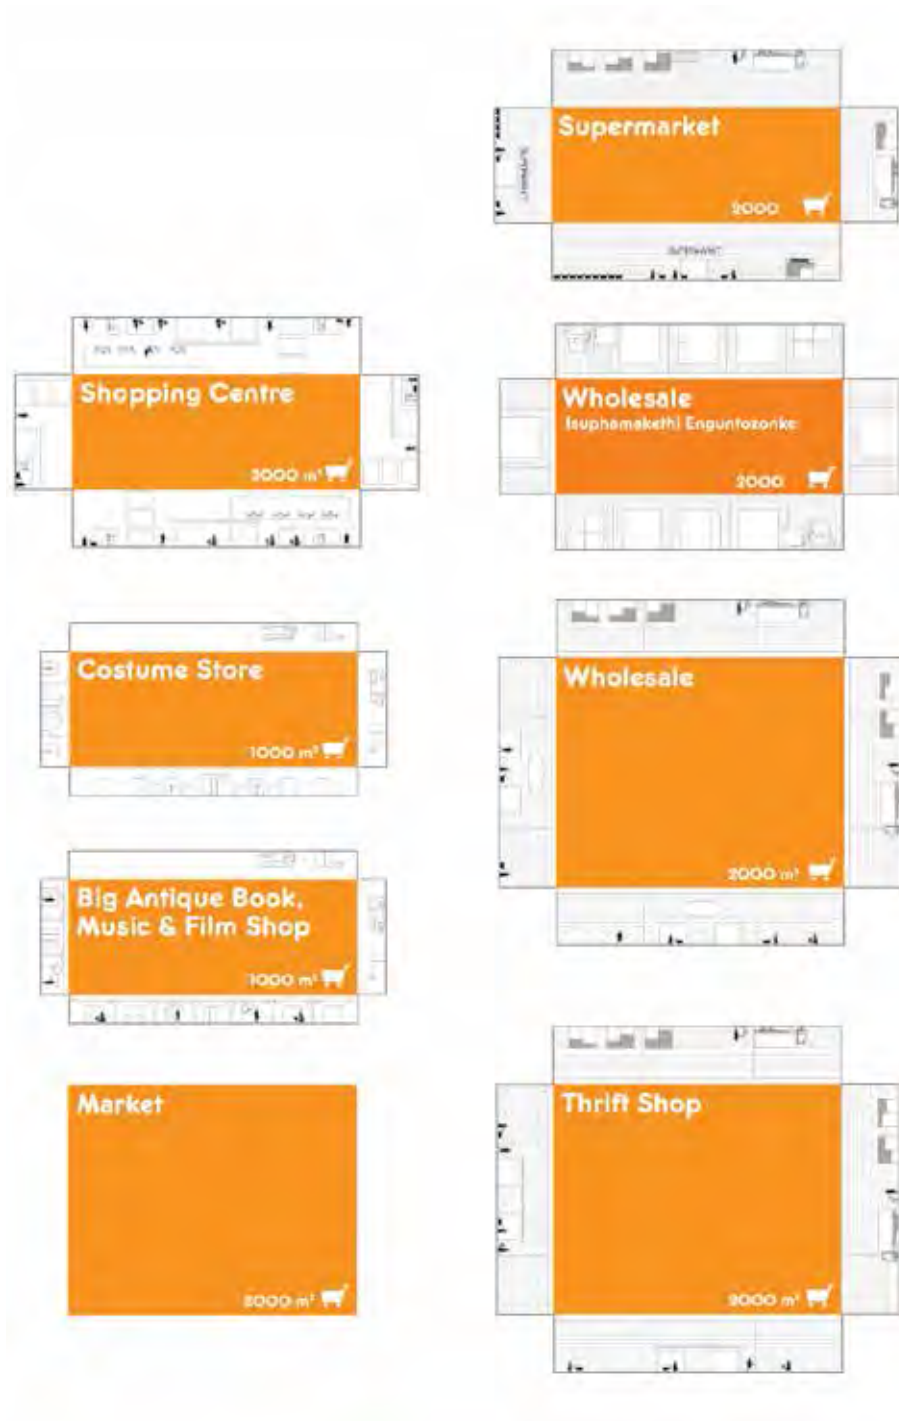 Shopping Centre
2000 m²
Costume Store
1000 m²
Big Antique Book,
Music & Film Shop
1000 m²
Market
2000 m²
Supermarket
2000
Wholesale
Isuphamakethi Enguntozonke
2000
Wholesale
2000 m²
Thrift Shop
2000 m²